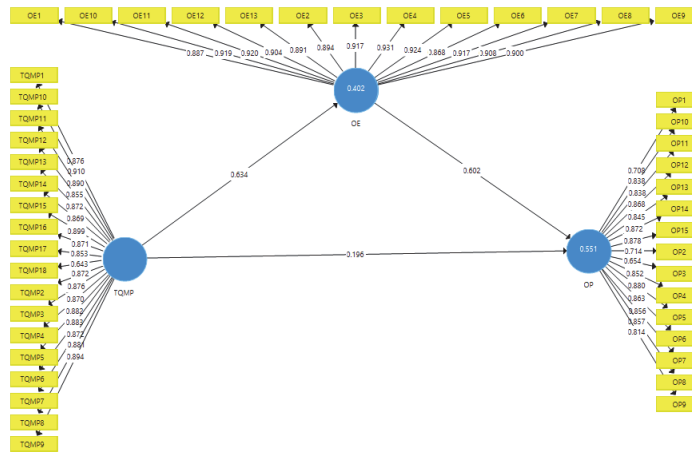 OE1 OE10 OE11 OE12 OE13 OE2 OE3 OE4 OE5 OE6 OE7 OE8 OE9
0.887 0.919 0.920 0.904 0.891 0.894 0.917 0.931 0.924 0.868 0.917 0.908 0.900
0.402
OE
0.634
0.602
0.196
TQMP1
TQMP10
TQMP11
TQMP12
TQMP13
TQMP14
TQMP15
TQMP16
TQMP17
TQMP18
TQMP2
TQMP3
TQMP4
TQMP5
TQMP6
TQMP7
TQMP8
TQMP9
0.876
0.910
0.890
0.855
0.872
0.869
0.899
0.871
0.853
0.643
0.872
0.876
0.870
0.882
0.883
0.872
0.881
0.894
TQMP
0.551
OP
0.708
0.838
0.838
0.868
0.845
0.872
0.878
0.714
0.654
0.852
0.880
0.863
0.856
0.857
0.814
OP1
OP10
OP11
OP12
OP13
OP14
OP15
OP2
OP3
OP4
OP5
OP6
OP7
OP8
OP9